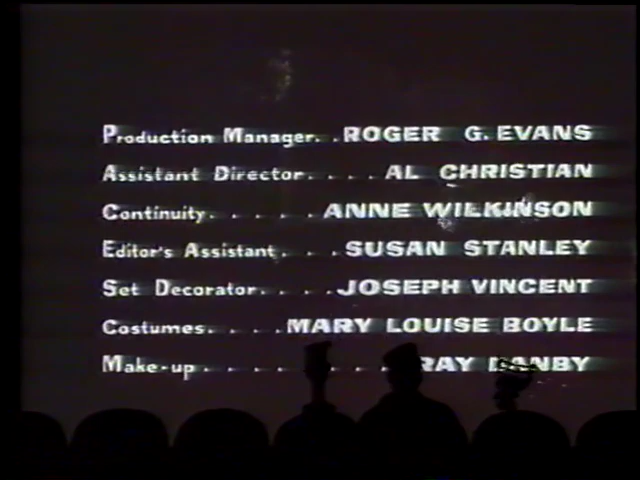 Production Manager. . ROGER G. EVANS
Assistant Director. . . . AL CHRISTIAN
Continuity. . . . . ANNE WILKINSON
Editor's Assistant. . . SUSAN STANLEY
Set Decorator. . . . JOSEPH VINCENT
Costumes. . . . MARY LOUISE BOYLE
Make-up . . . . . . . RAY